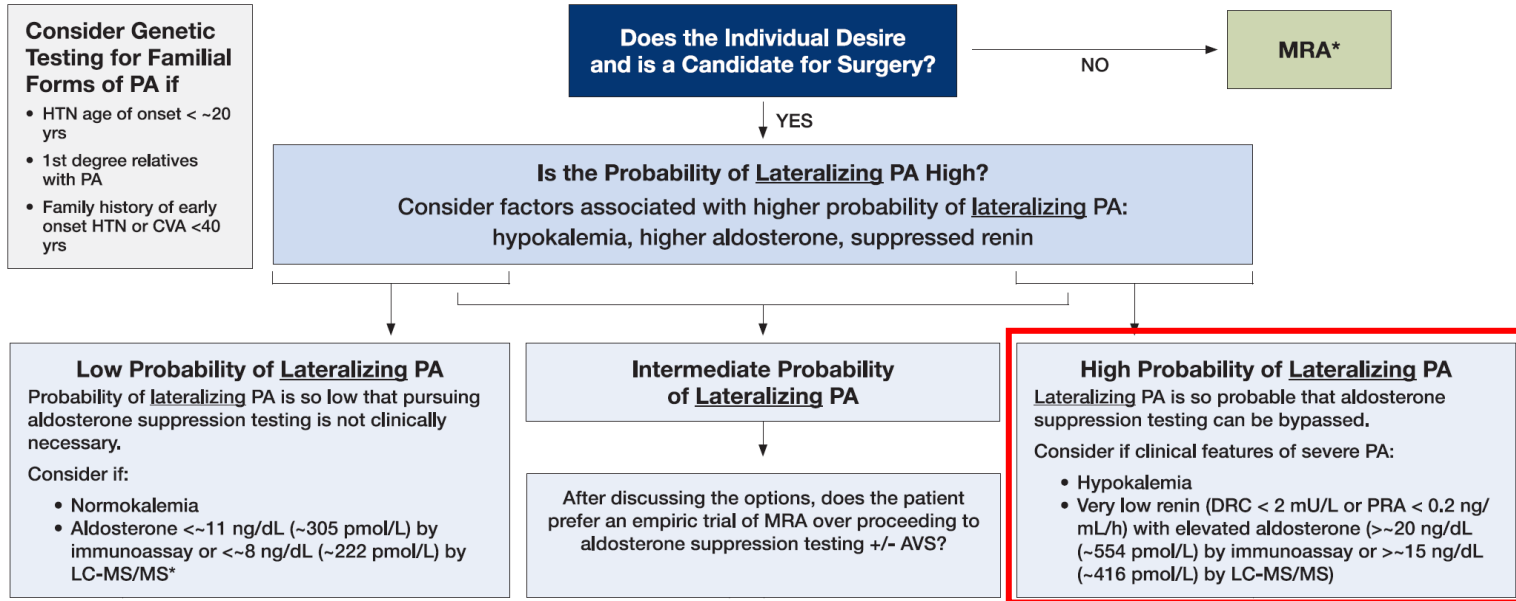 Consider Genetic
Testing for Familial
Forms of PA if
• HTN age of onset < ~20
yrs
• 1st degree relatives
with PA
• Family history of early
onset HTN or CVA <40
yrs
Does the Individual Desire
and is a Candidate for Surgery?
NO
MRA*
YES
Is the Probability of Lateralizing PA High?
Consider factors associated with higher probability of lateralizing PA:
hypokalemia, higher aldosterone, suppressed renin
Low Probability of Lateralizing PA
Probability of lateralizing PA is so low that pursuing
aldosterone suppression testing is not clinically
necessary.
Consider if:
• Normokalemia
• Aldosterone <~11 ng/dL (~305 pmol/L) by
immunoassay or <~8 ng/dL (~222 pmol/L) by
LC-MS/MS*
Intermediate Probability
of Lateralizing PA
After discussing the options, does the patient
prefer an empiric trial of MRA over proceeding to
aldosterone suppression testing +/- AVS?
High Probability of Lateralizing PA
Lateralizing PA is so probable that aldosterone
suppression testing can be bypassed.
Consider if clinical features of severe PA:
• Hypokalemia
• Very low renin (DRC < 2 mU/L or PRA < 0.2 ng/
mL/h) with elevated aldosterone (>~20 ng/dL
(~554 pmol/L) by immunoassay or >~15 ng/dL
(~416 pmol/L) by LC-MS/MS)